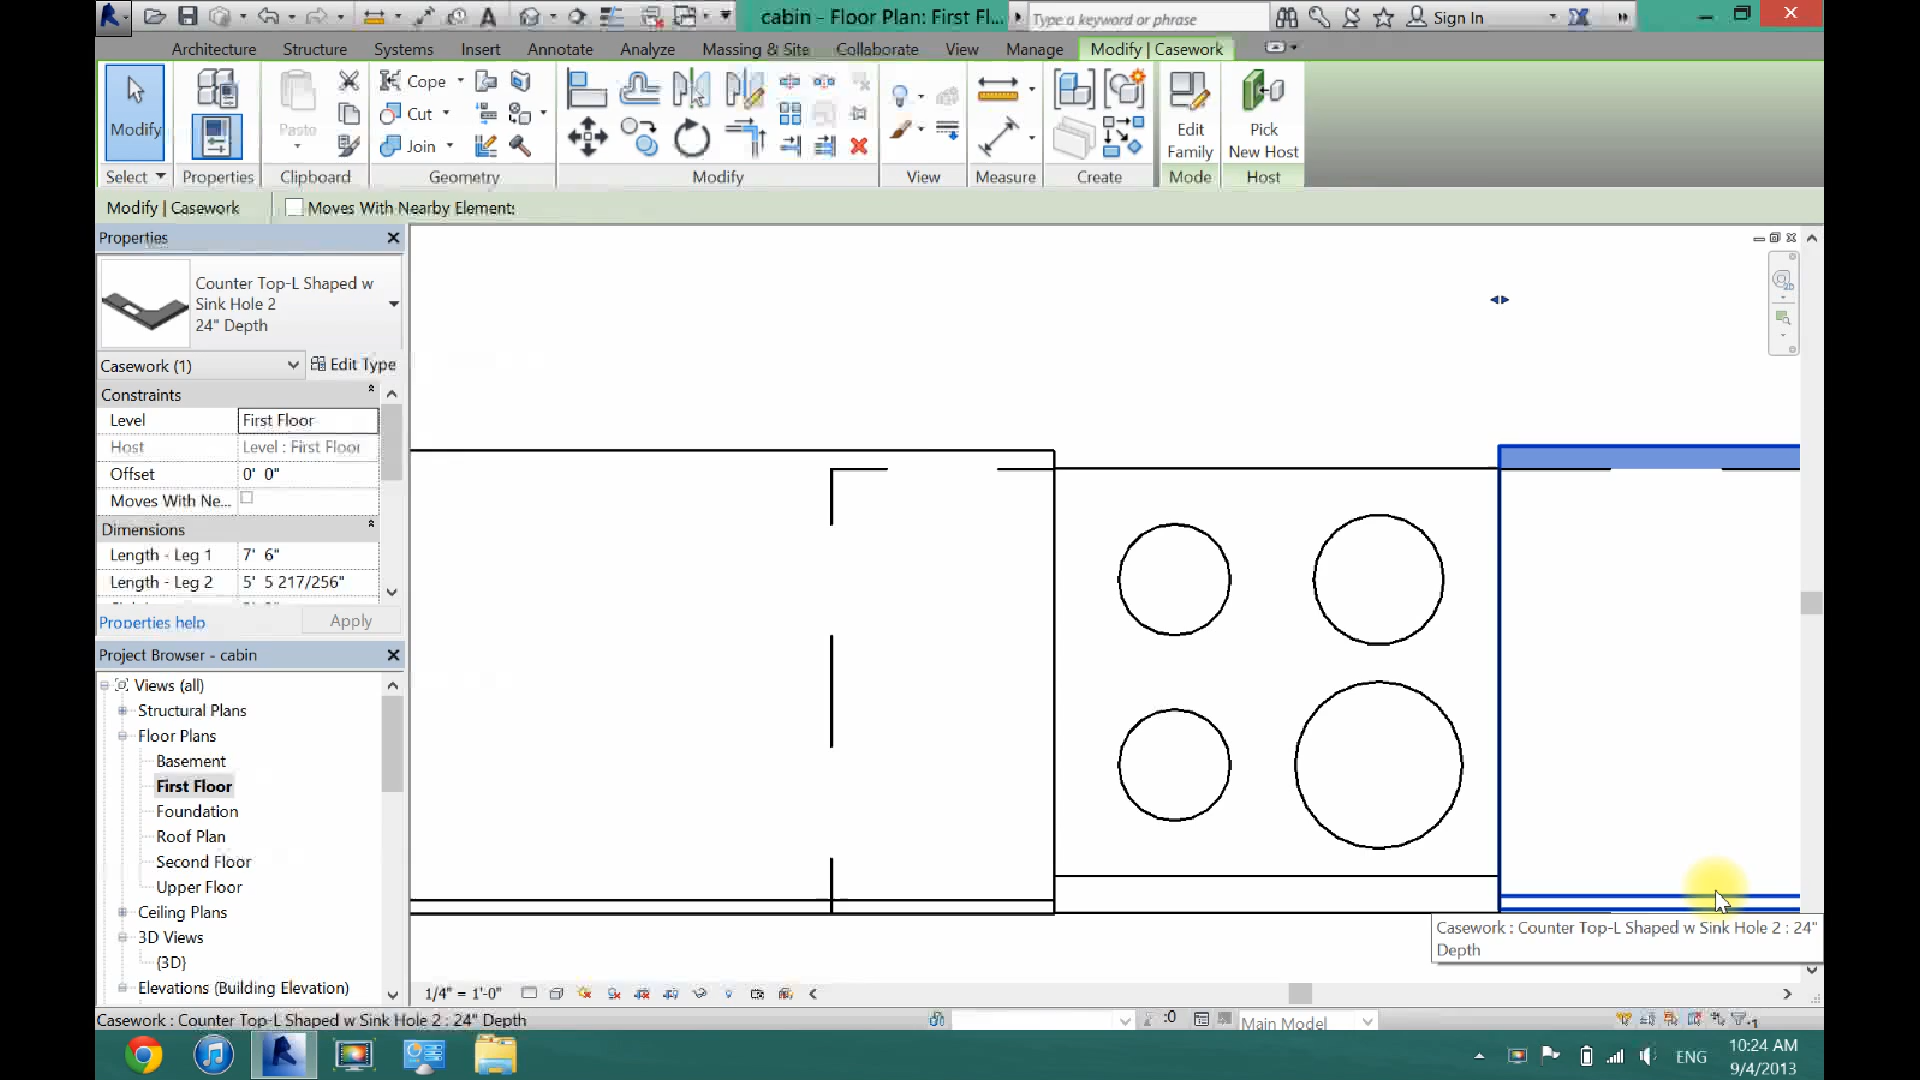 cabin - Floor Plan: First Fl...
Type a keyword or phrase
Sign In
Architecture Structure Systems Insert Annotate Analyze Massing & Site Collaborate View Manage Modify | Casework
Modify
Cope
Cut
Join
Paste
Edit
Family
Pick
New Host
Select Properties Clipboard Geometry Modify View Measure Create Mode Host
Modify | Casework
Moves With Nearby Elements
Properties
Counter Top-L Shaped w
Sink Hole 2
24" Depth
Casework (1)
Edit Type
Constraints
Level First Floor
Host Level : First Floor
Offset 0' 0"
Moves With Ne...
Dimensions
Length - Leg 1 7' 6"
Length - Leg 2 5' 5 217/256"
Properties help
Apply
Project Browser - cabin
Views (all)
Structural Plans
Floor Plans
Basement
First Floor
Foundation
Roof Plan
Second Floor
Upper Floor
Ceiling Plans
3D Views
{3D}
Elevations (Building Elevation)
Casework : Counter Top-L Shaped w Sink Hole 2 : 24"
Depth
1/4" = 1'-0"
Casework : Counter Top-L Shaped w Sink Hole 2 : 24" Depth
:0
Main Model
:1
ENG
10:24 AM
9/4/2013